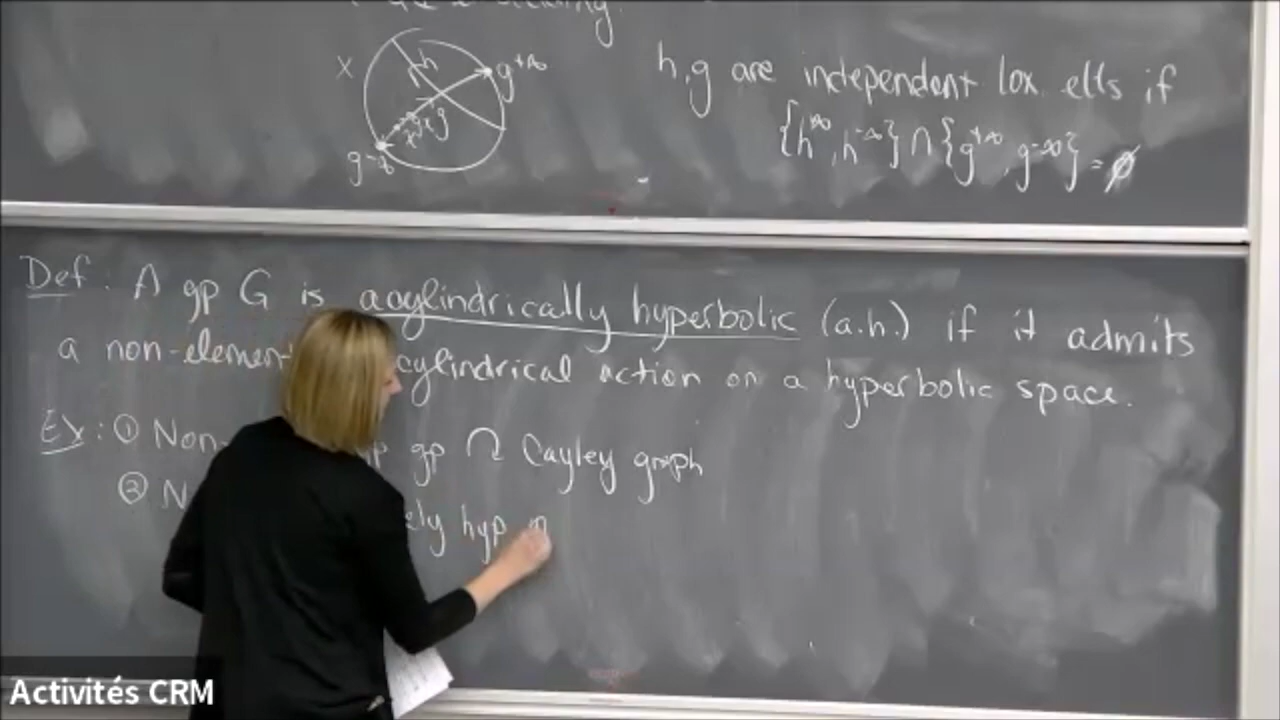 X
h
g
g^{+∞}
g^{-∞}
h,g are independent lox. elts if
{h^{+∞}, h^{-∞}} ∩ {g^{+∞}, g^{-∞}} = ∅
Def: A gp G is acylindrically hyperbolic (a.h.) if it admits
a non-element cylindrical action on a hyperbolic space.
Ex: ① Non- p gp ↷ Cayley graph
② N ely hyp
Activités CRM